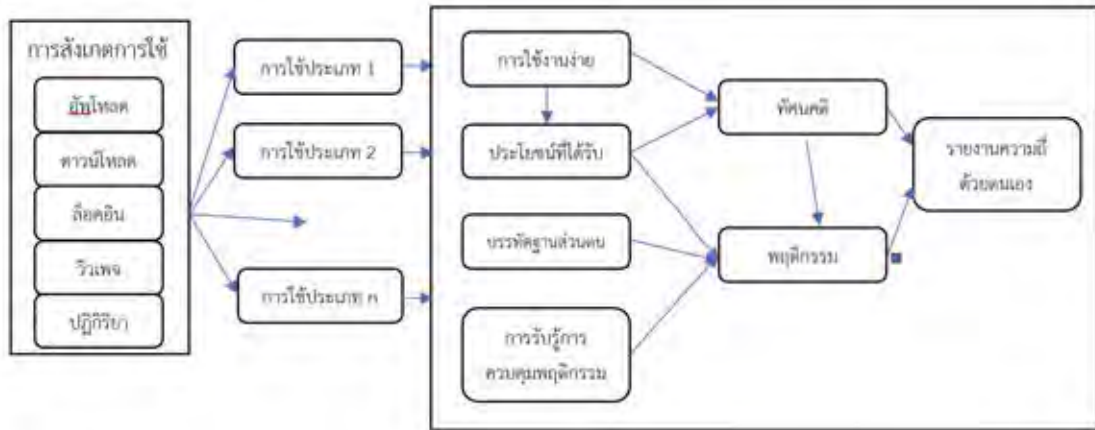 การสังเกตการใช้
อัพโหลด
ดาวน์โหลด
ล็อคอิน
วิวเพจ
ปฏิกิริยา
การใช้ประเภท 1
การใช้ประเภท 2
การใช้ประเภท n
การใช้งานง่าย
ประโยชน์ที่ได้รับ
บรรทัดฐานส่วนตน
การรับรู้การ
ควบคุมพฤติกรรม
ทัศนคติ
พฤติกรรม
รายงานความถี่
ด้วยตนเอง